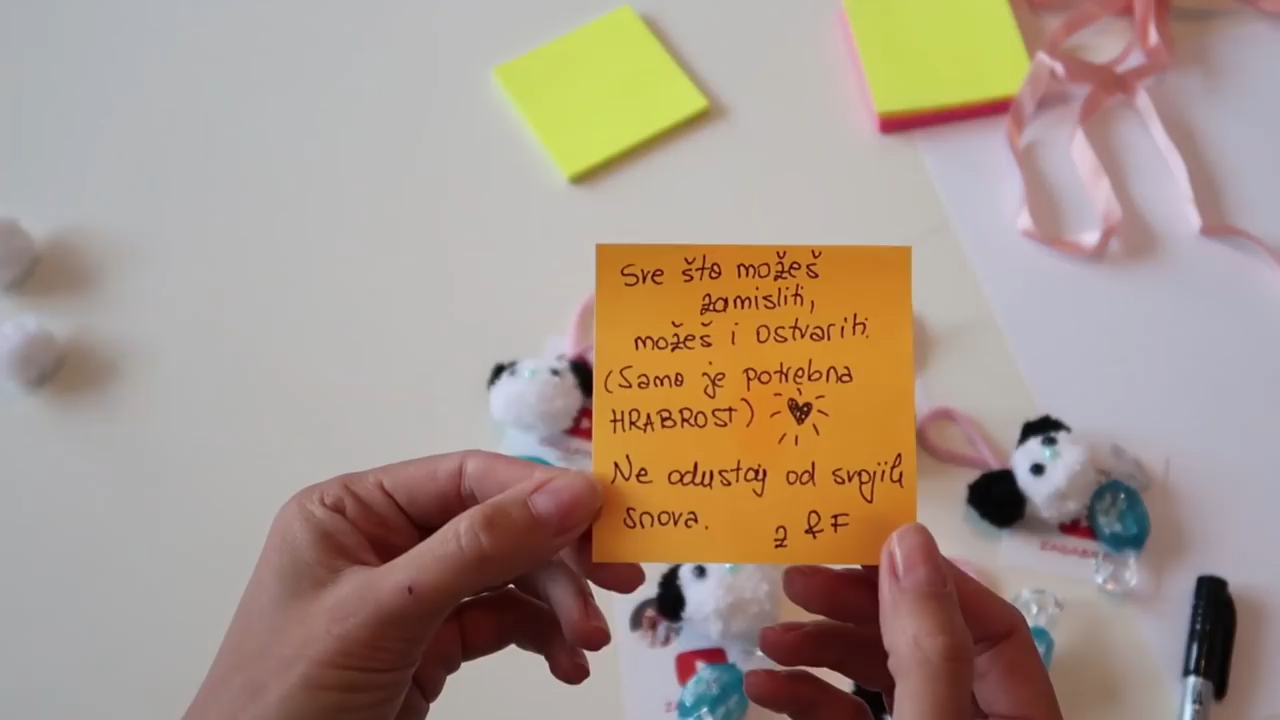 Sve što možeš
zamisliti,
možeš i ostvariti.
(Samo je potrebna
HRABROST)
Ne odustaj od svojih
snova.
z & F